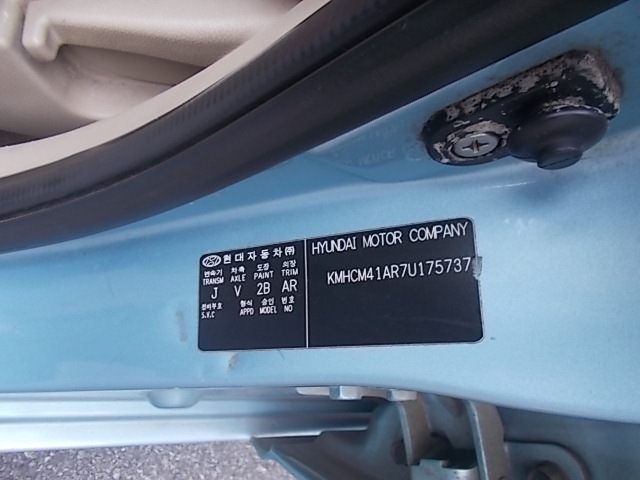 현대자동차㈜
변속기 차축 도장 의장
TRANSM AXLE PAINT TRIM
J V 2B AR
정비부호 형식 승인 번호
S.V.C APPD MODEL NO
HYUNDAI MOTOR COMPANY
KMHCM41AR7U175737